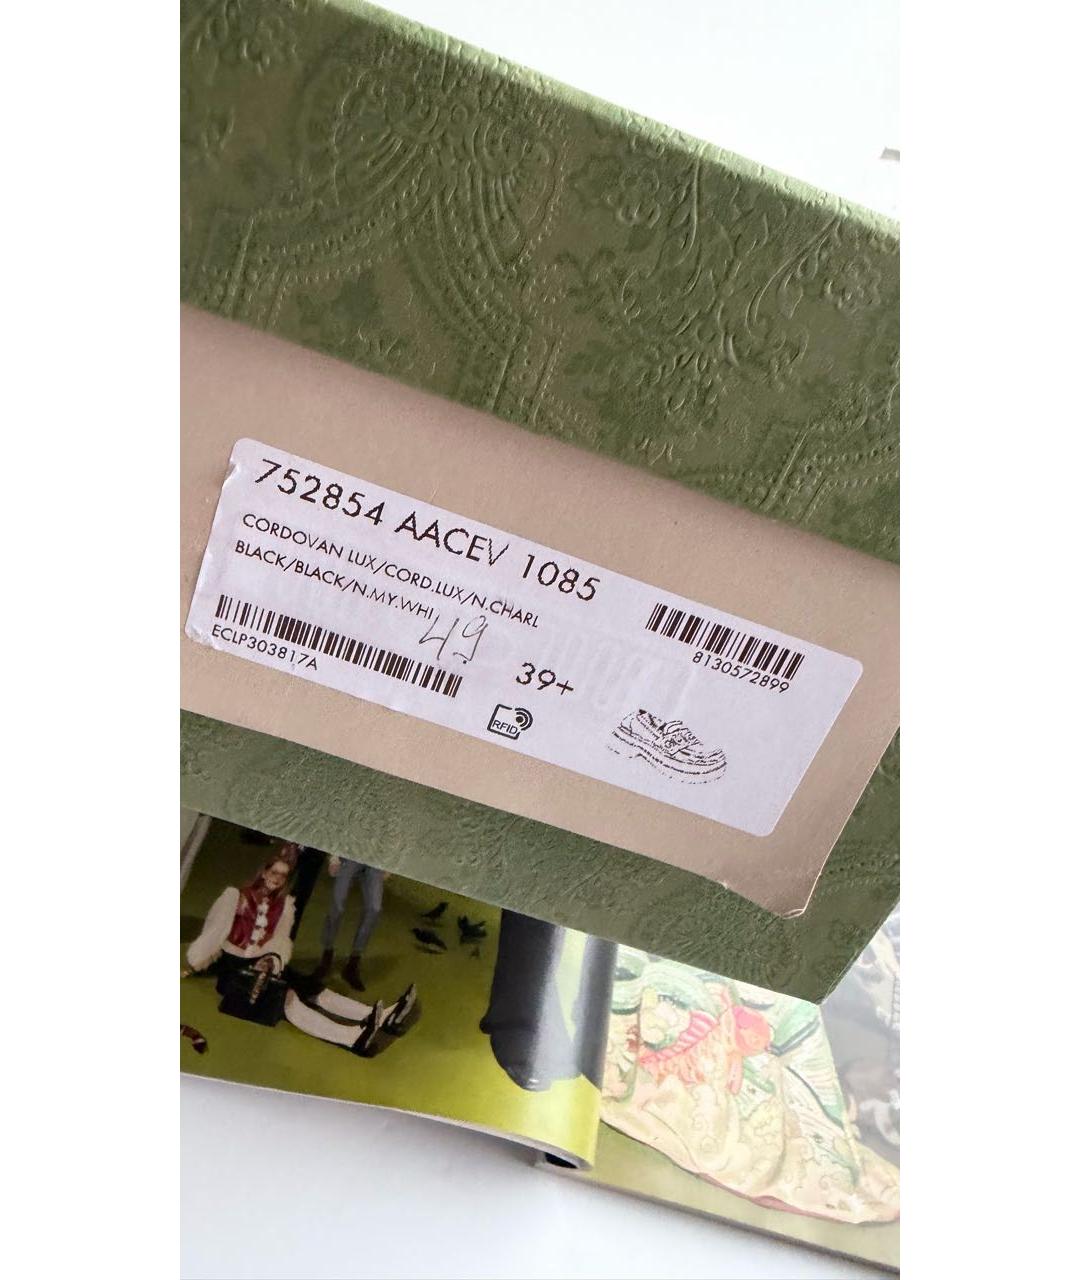 752854 AACEV 1085
CORDOVAN LUX/CORD.LUX/N.CHARL
BLACK/BLACK/N.MY.WHI
49
ECLP303817A
39+
8130572899
RFID